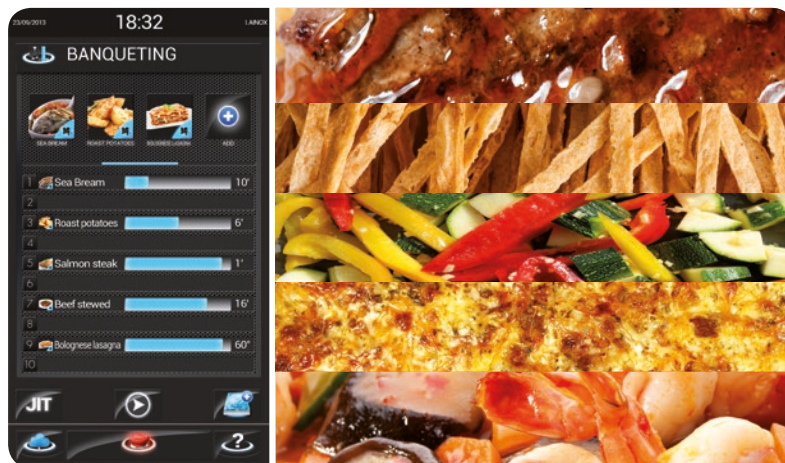 23/09/2013 18:32 I.AINOX
BANQUETING
SEA BREAM ROAST POTATOES BOLOGNESE LASAGNA ADD
1 Sea Bream 10'
2
3 Roast potatoes 6'
4
5 Salmon steak 1'
6
7 Beef stewed 16'
8
9 Bolognese lasagna 60"
10
JIT
?